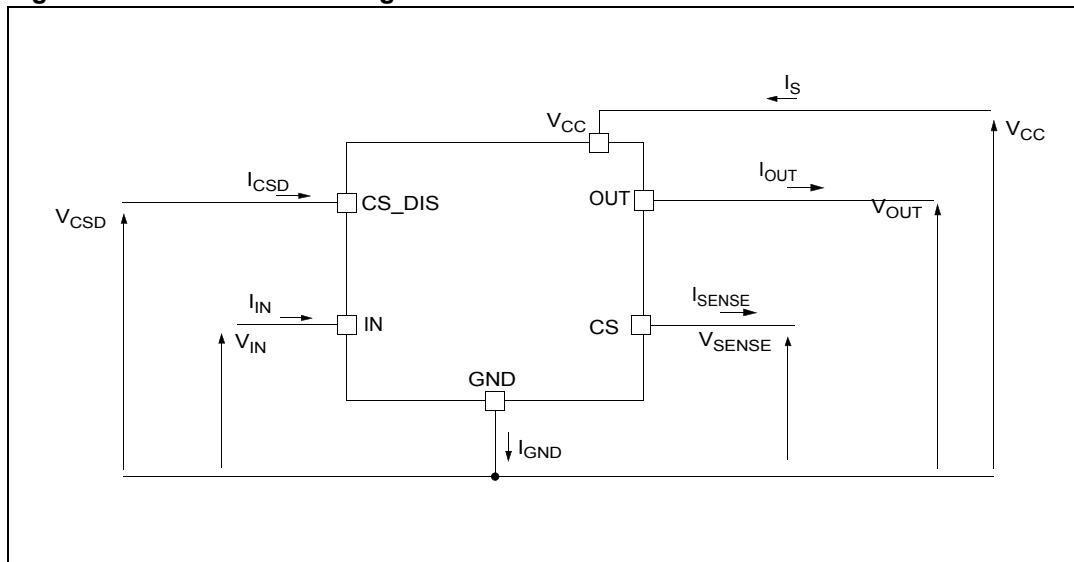 I_S
V_CC
V_CC
I_CSD
I_OUT
CS_DIS
OUT
V_CSD
V_OUT
I_IN
I_SENSE
IN
CS
V_IN
V_SENSE
GND
I_GND